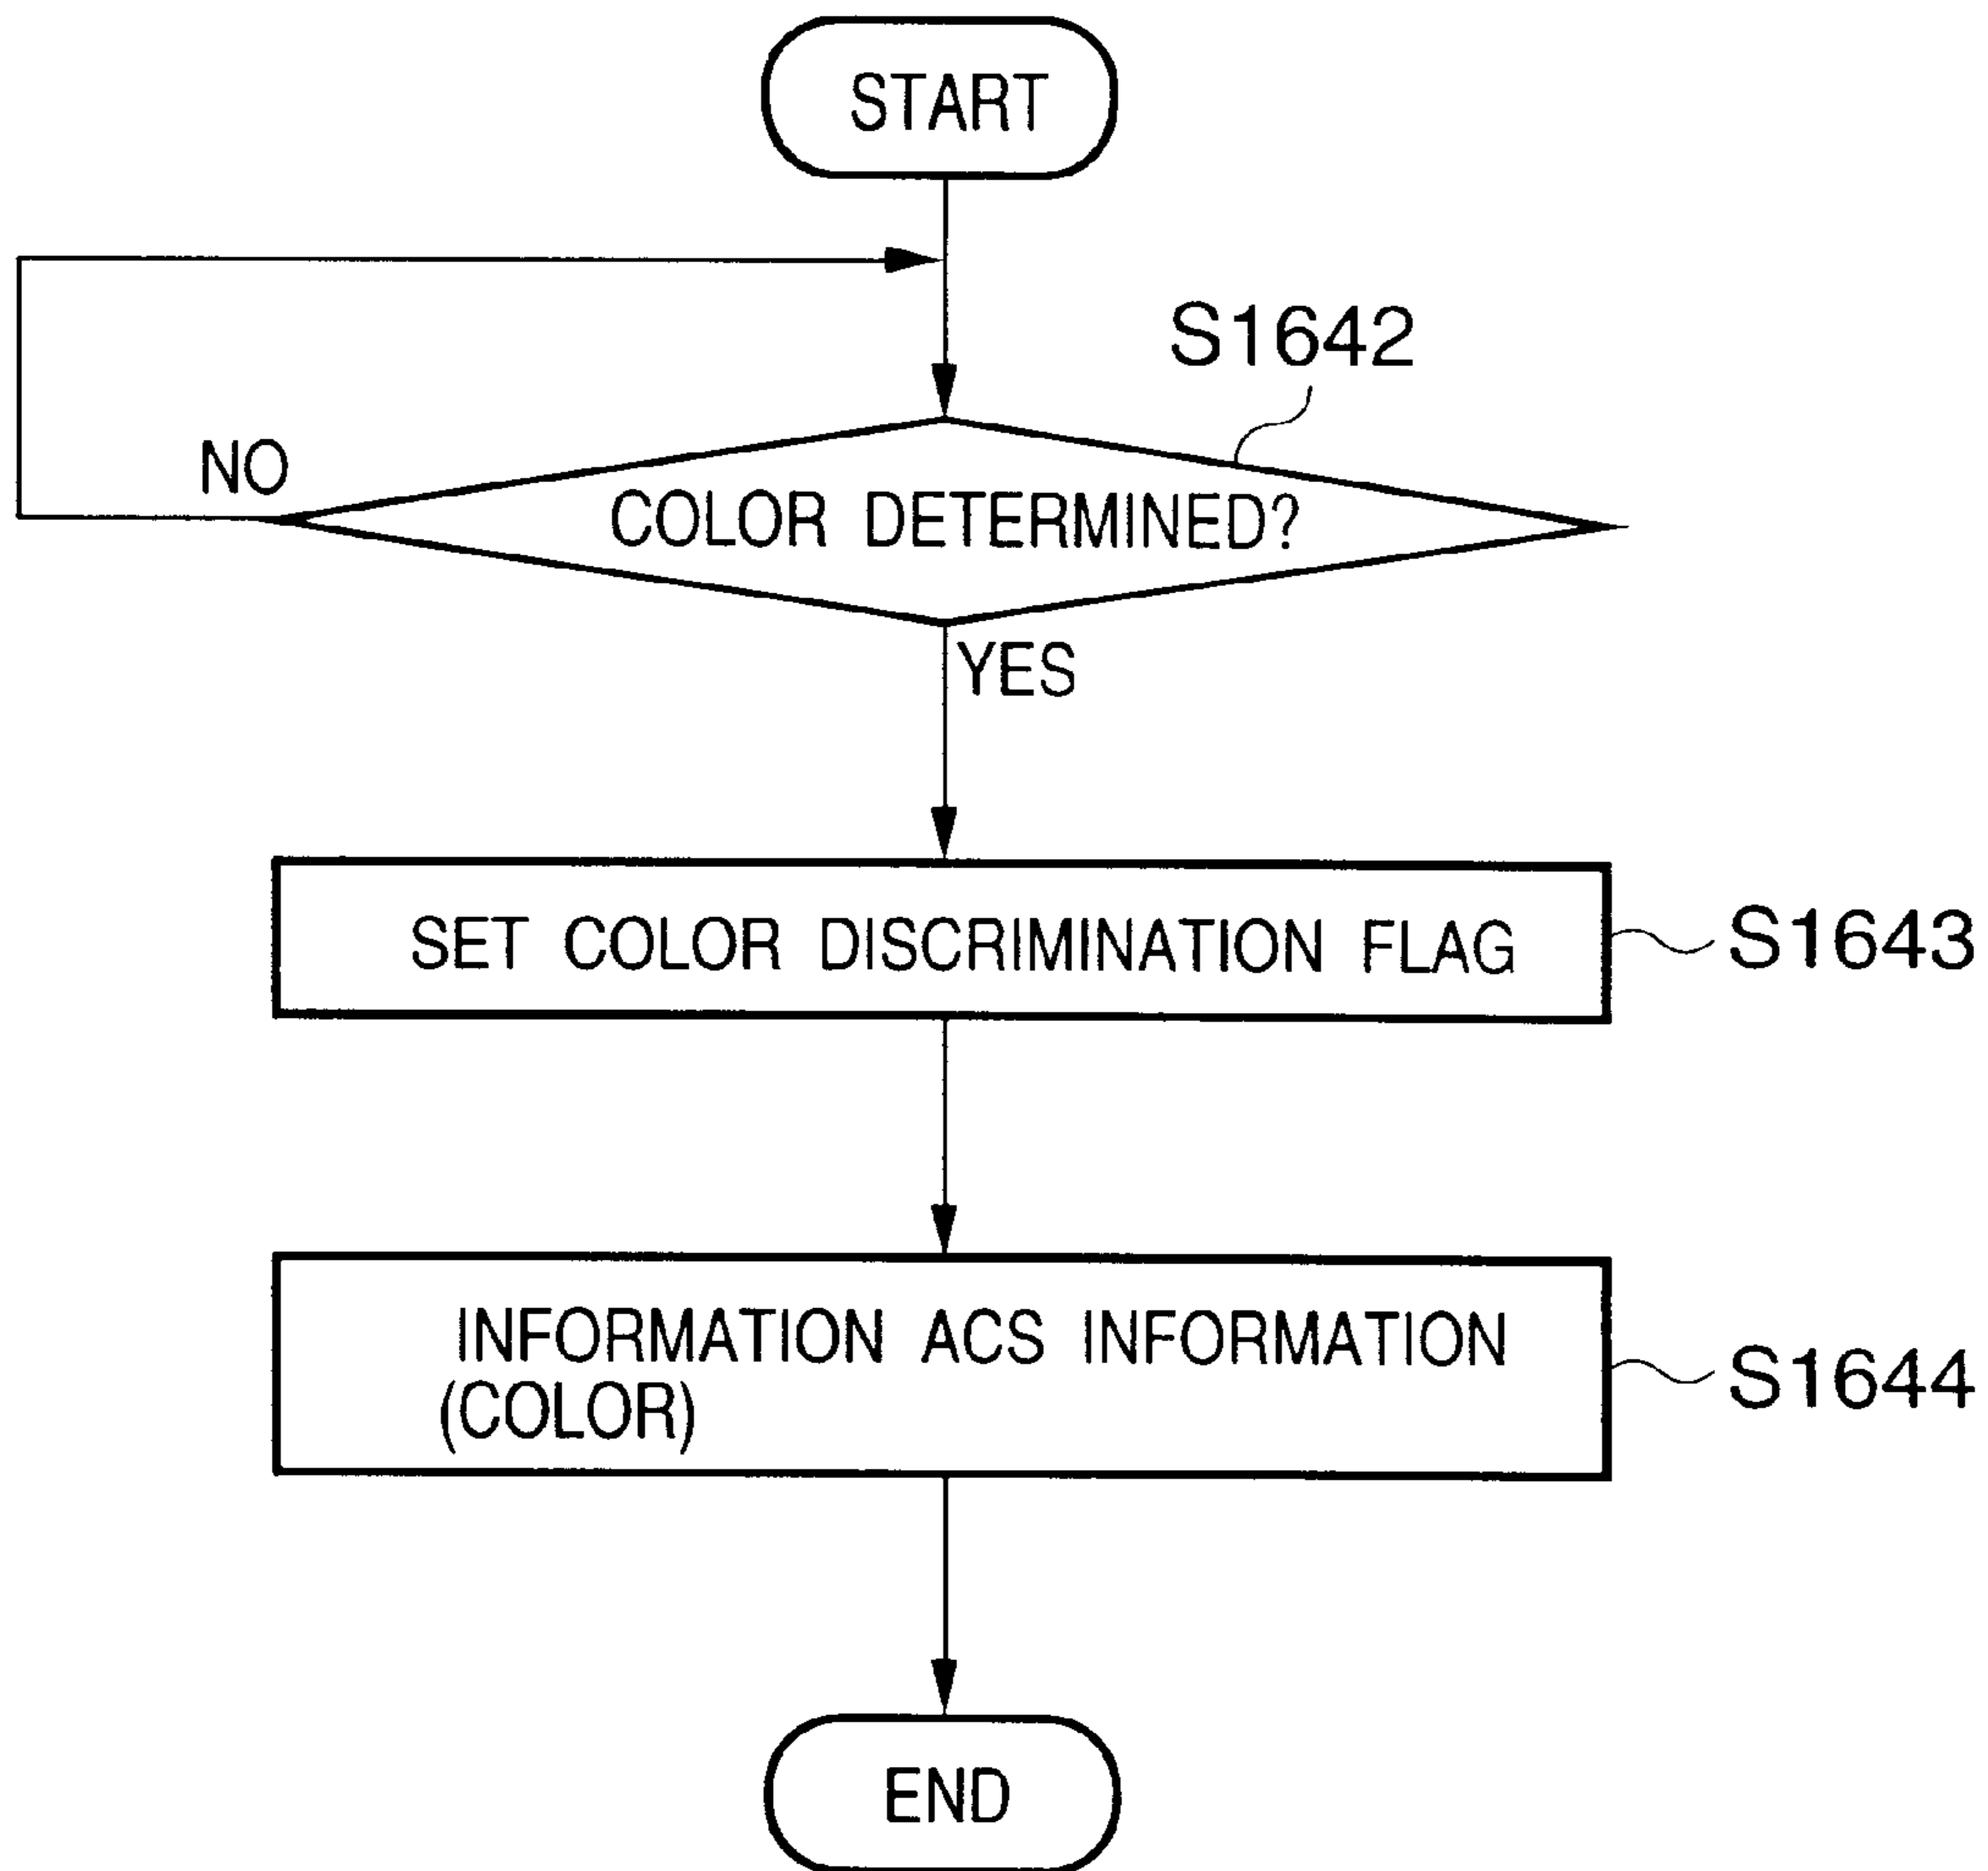 START
S1642
NO
COLOR DETERMINED?
YES
SET COLOR DISCRIMINATION FLAG
S1643
INFORMATION ACS INFORMATION
(COLOR)
S1644
END